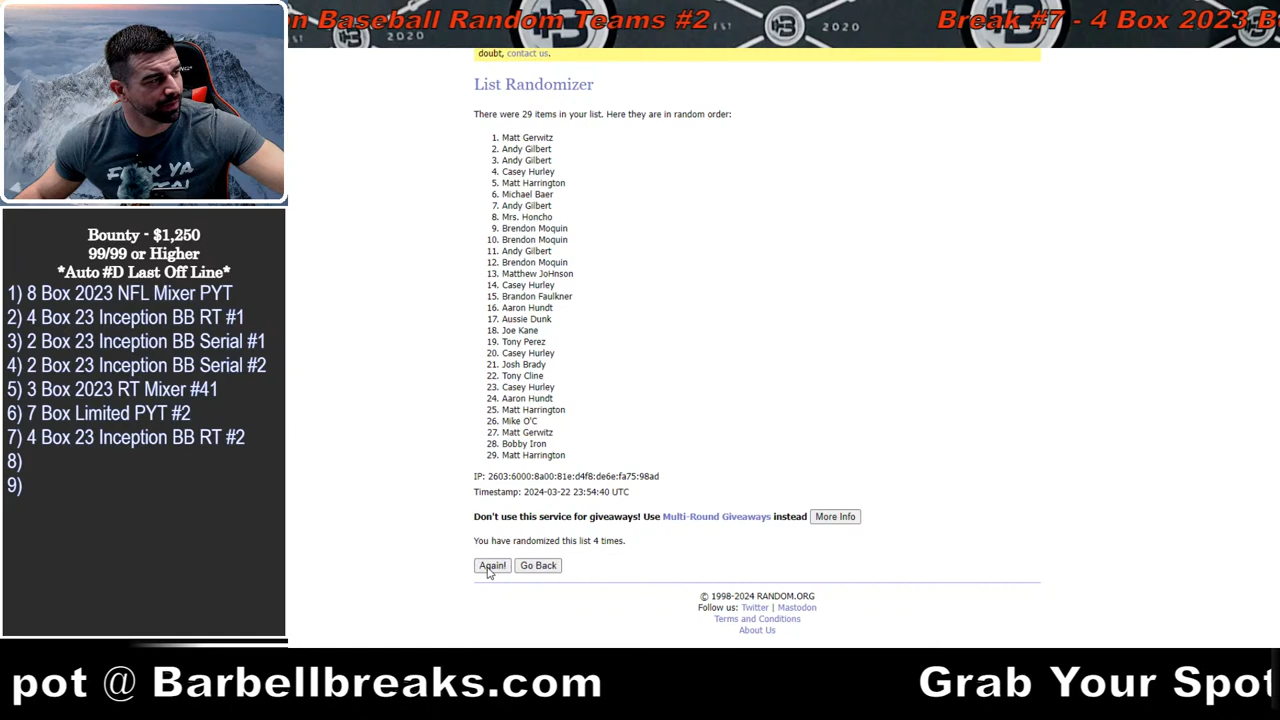 on Baseball Random Teams #2
Break #7 - 4 Box 2023 B
2020
2020
2020
2020
doubt, contact us.
List Randomizer
There were 29 items in your list. Here they are in random order:
1. Matt Gerwitz
2. Andy Gilbert
3. Andy Gilbert
4. Casey Hurley
5. Matt Harrington
6. Michael Baer
7. Andy Gilbert
8. Mrs. Honcho
9. Brendon Moquin
10. Brendon Moquin
11. Andy Gilbert
12. Brendon Moquin
13. Matthew JoHnson
14. Casey Hurley
15. Brandon Faulkner
16. Aaron Hundt
17. Aussie Dunk
18. Joe Kane
19. Tony Perez
20. Casey Hurley
21. Josh Brady
22. Tony Cline
23. Casey Hurley
24. Aaron Hundt
25. Matt Harrington
26. Mike O'C
27. Matt Gerwitz
28. Bobby Iron
29. Matt Harrington
IP: 2603:6000:8a00:81e:d4f8:de6e:fa75:98ad
Timestamp: 2024-03-22 23:54:40 UTC
Don't use this service for giveaways! Use Multi-Round Giveaways instead More Info
You have randomized this list 4 times.
Again! Go Back
© 1998-2024 RANDOM.ORG
Follow us: Twitter | Mastodon
Terms and Conditions
About Us
Bounty - $1,250
99/99 or Higher
*Auto #D Last Off Line*
1) 8 Box 2023 NFL Mixer PYT
2) 4 Box 23 Inception BB RT #1
3) 2 Box 23 Inception BB Serial #1
4) 2 Box 23 Inception BB Serial #2
5) 3 Box 2023 RT Mixer #41
6) 7 Box Limited PYT #2
7) 4 Box 23 Inception BB RT #2
8)
9)
pot @ Barbellbreaks.com
Grab Your Spot